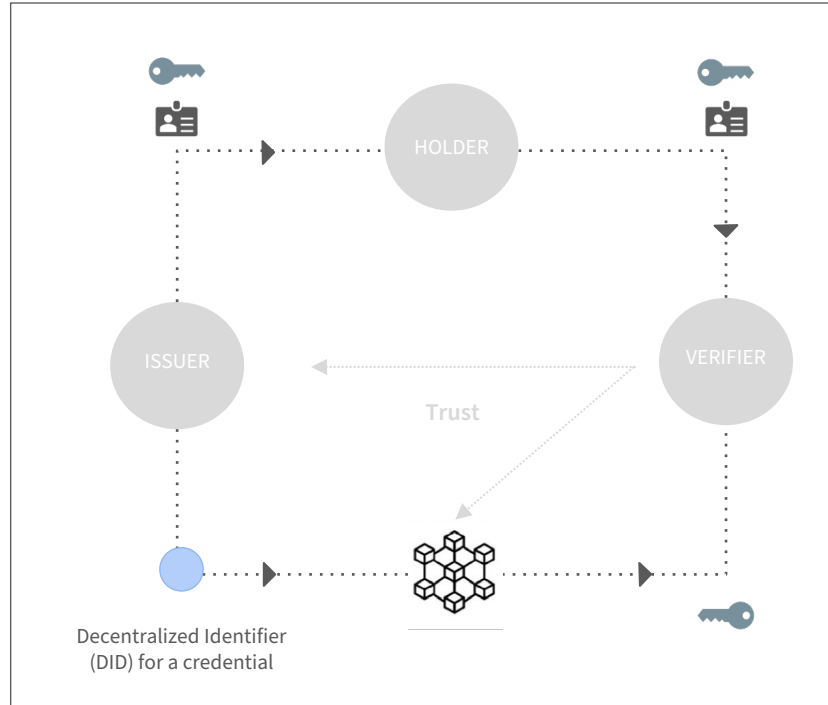 HOLDER
ISSUER
VERIFIER
Trust
Decentralized Identifier
(DID) for a credential